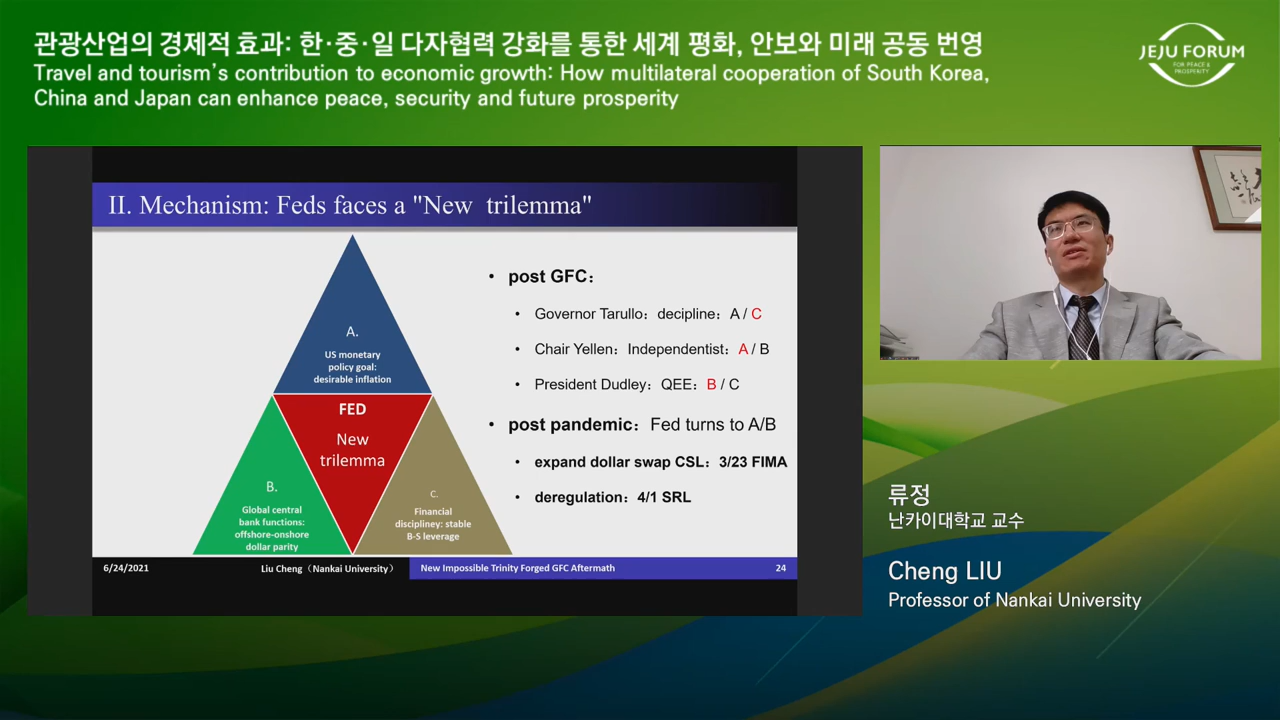 관광산업의 경제적 효과: 한·중·일 다자협력 강화를 통한 세계 평화, 안보와 미래 공동 번영
Travel and tourism's contribution to economic growth: How multilateral cooperation of South Korea,
China and Japan can enhance peace, security and future prosperity
JEJU FORUM
FOR PEACE &
PROSPERITY
II. Mechanism: Feds faces a "New trilemma"
A.
US monetary
policy goal:
desirable inflation
FED
New
trilemma
B.
Global central
bank functions:
offshore-onshore
dollar parity
C.
Financial
discipliney: stable
B-S leverage
• post GFC：
• Governor Tarullo：decipline：A / C
• Chair Yellen：Independentist：A / B
• President Dudley：QEE：B / C
• post pandemic：Fed turns to A/B
• expand dollar swap CSL：3/23 FIMA
• deregulation：4/1 SRL
6/24/2021
Liu Cheng（Nankai University）
New Impossible Trinity Forged GFC Aftermath
24
류정
난카이대학교 교수
Cheng LIU
Professor of Nankai University